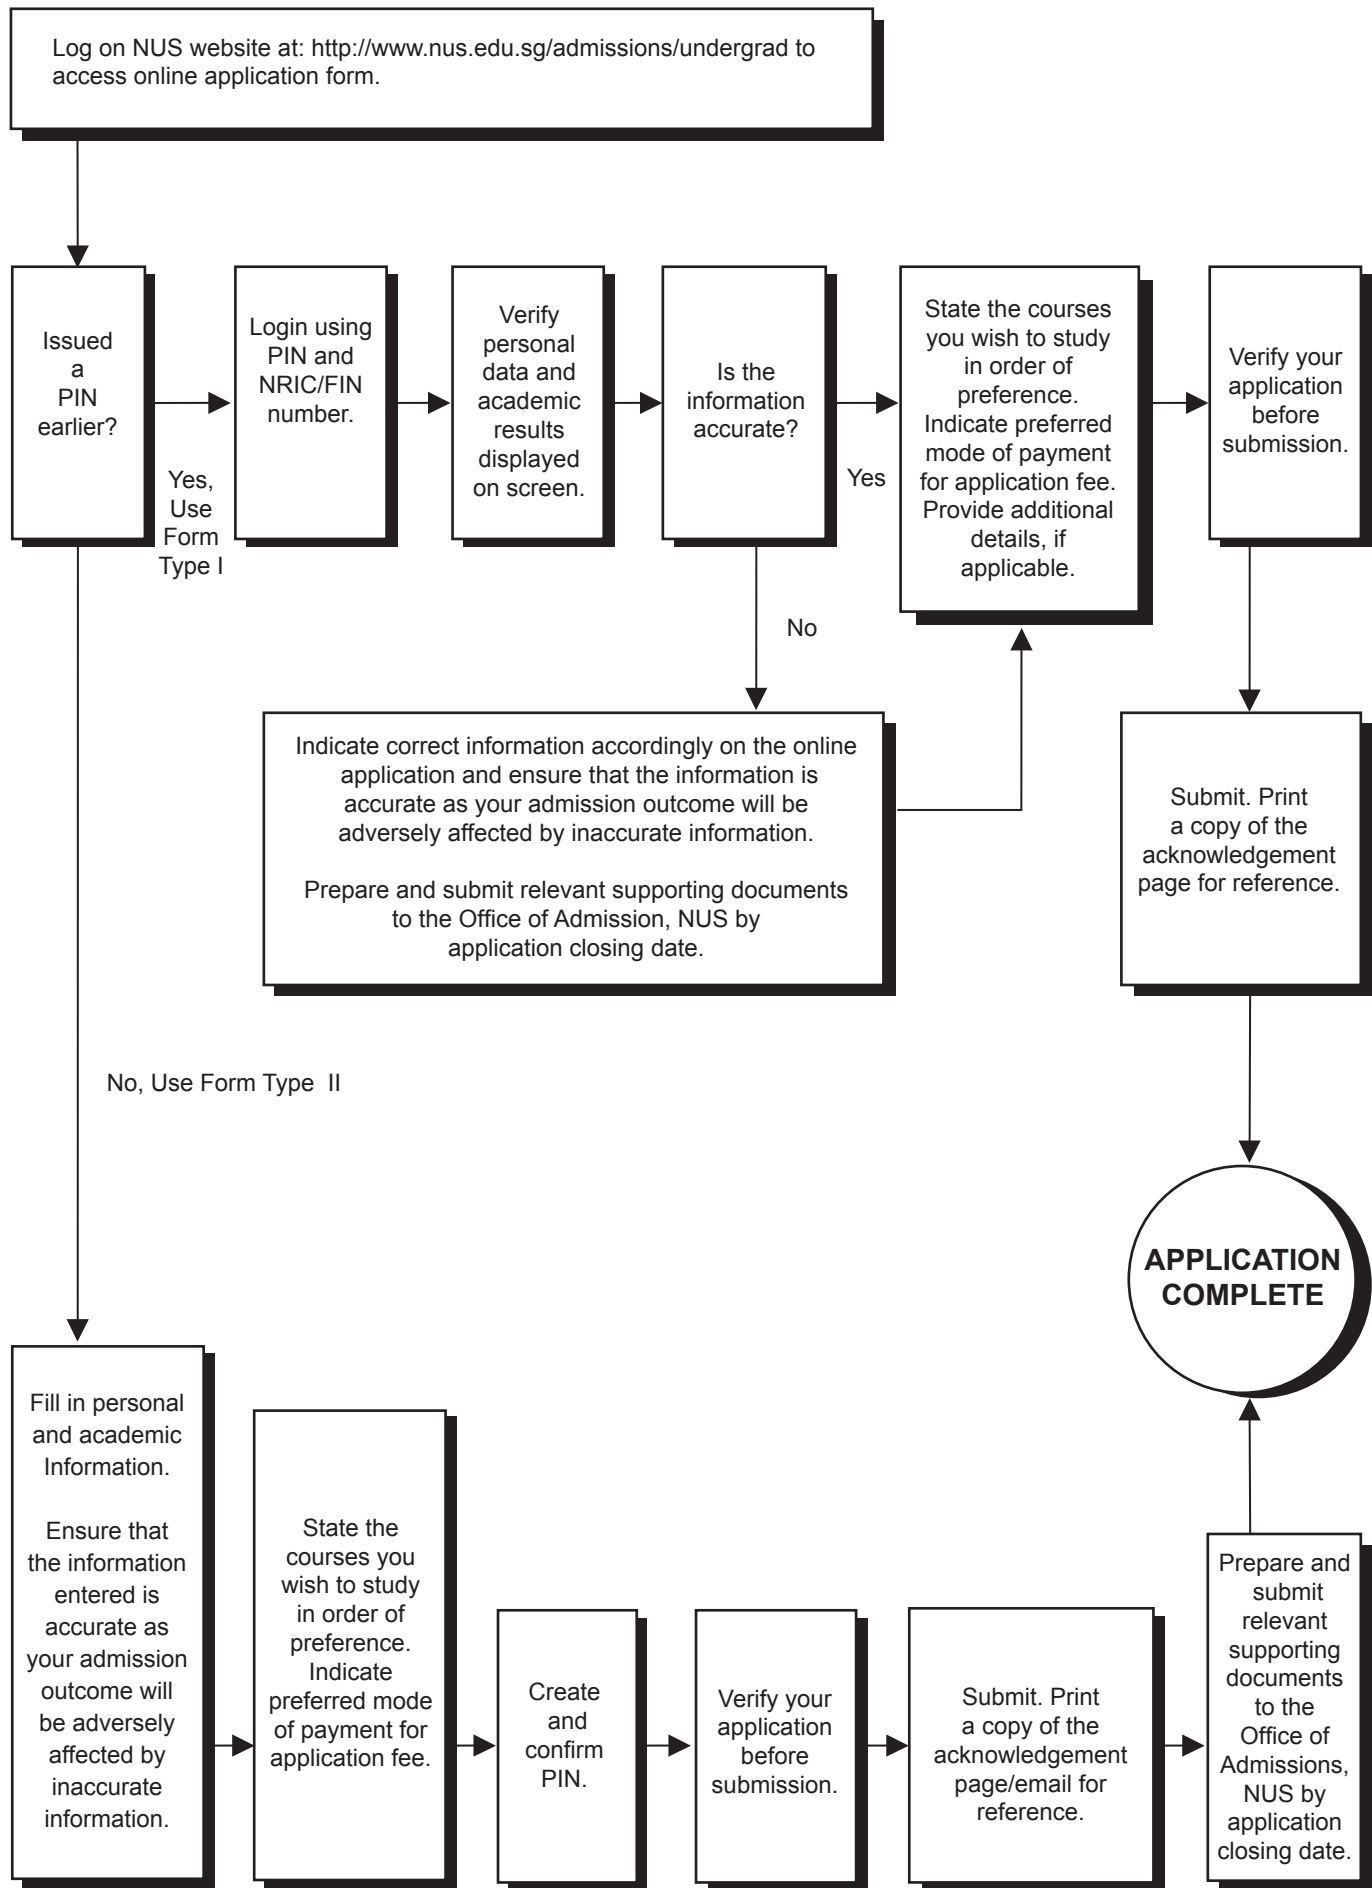 Log on NUS website at: http://www.nus.edu.sg/admissions/undergrad to
access online application form.
Issued
a
PIN
earlier?
Yes,
Use
Form
Type I
Login using
PIN and
NRIC/FIN
number.
Verify
personal
data and
academic
results
displayed
on screen.
Is the
information
accurate?
Yes
State the courses
you wish to study
in order of
preference.
Indicate preferred
mode of payment
for application fee.
Provide additional
details, if
applicable.
Verify your
application
before
submission.
No
Indicate correct information accordingly on the online
application and ensure that the information is
accurate as your admission outcome will be
adversely affected by inaccurate information.
Prepare and submit relevant supporting documents
to the Office of Admission, NUS by
application closing date.
Submit. Print
a copy of the
acknowledgement
page for reference.
No, Use Form Type  II
APPLICATION
COMPLETE
Fill in personal
and academic
Information.
Ensure that
the information
entered is
accurate as
your admission
outcome will
be adversely
affected by
inaccurate
information.
State the
courses you
wish to study
in order of
preference.
Indicate
preferred mode
of payment for
application fee.
Create
and
confirm
PIN.
Verify your
application
before
submission.
Submit. Print
a copy of the
acknowledgement
page/email for
reference.
Prepare and
submit
relevant
supporting
documents
to the
Office of
Admissions,
NUS by
application
closing date.